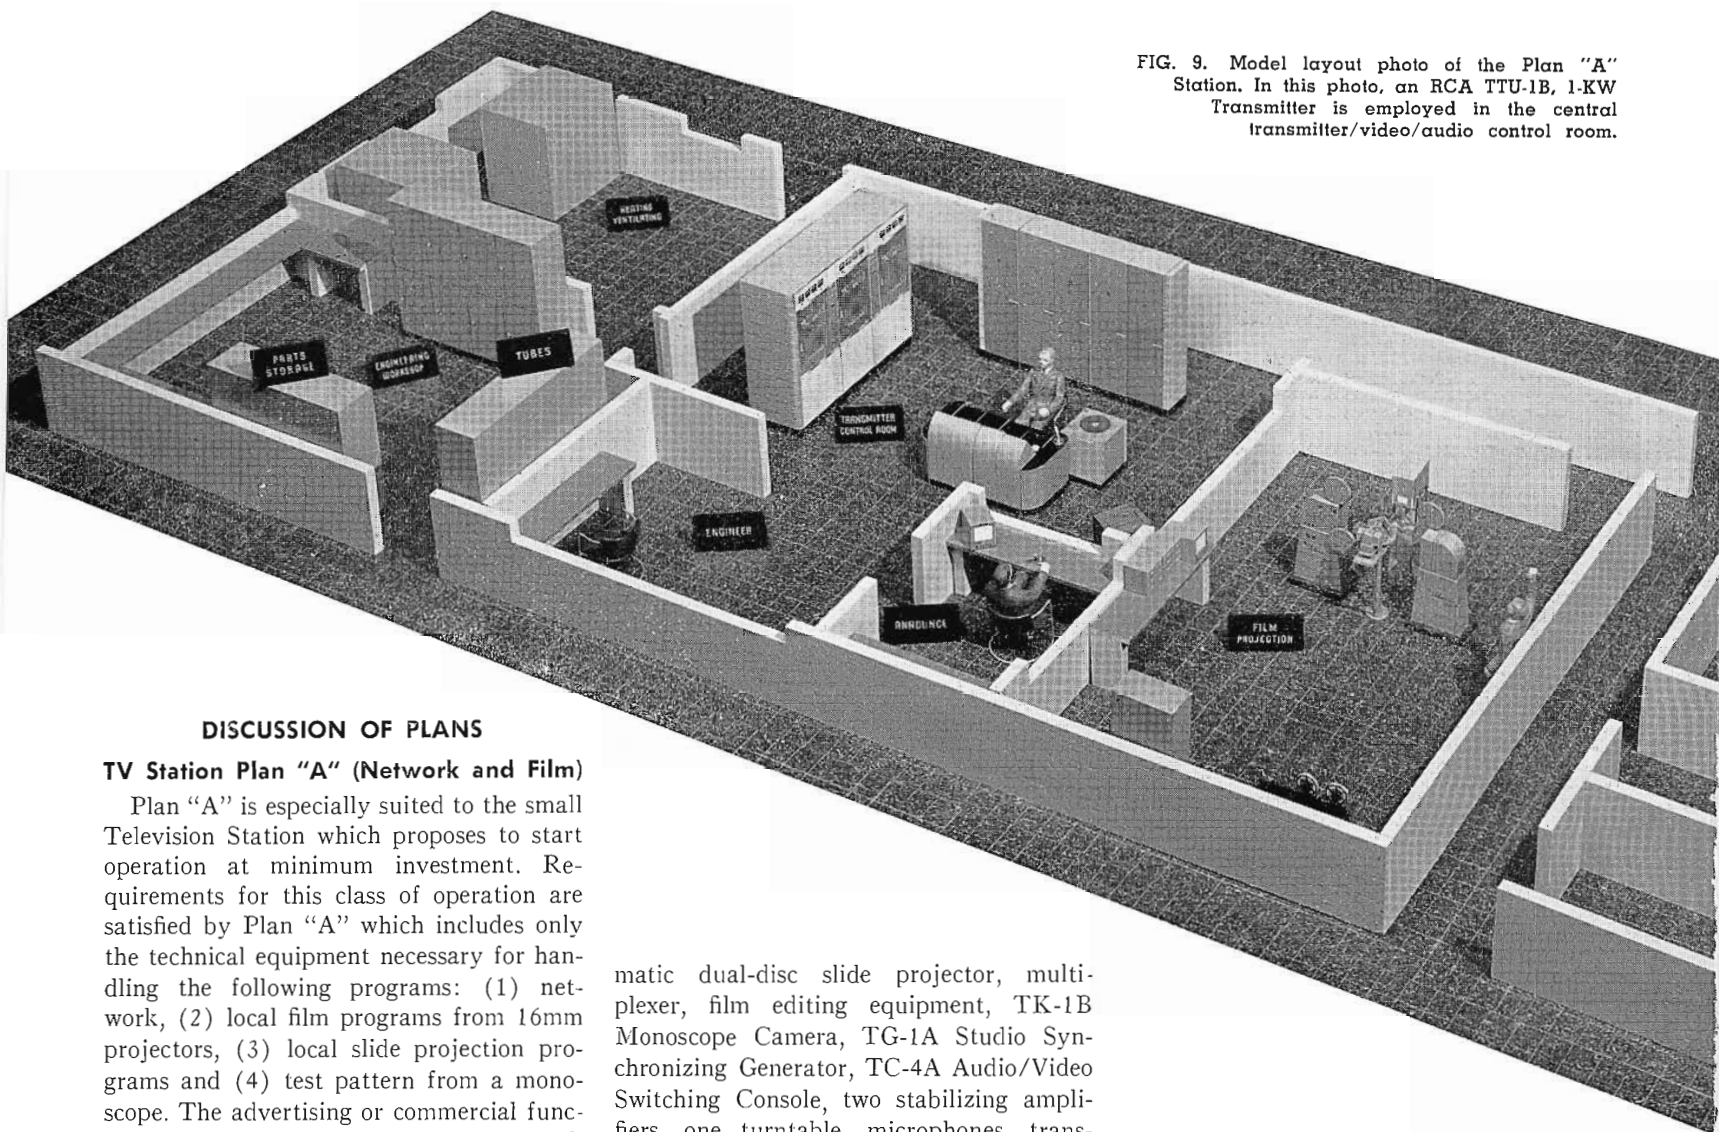 FIG. 9. Model layout photo of the Plan "A"
Station. In this photo, an RCA TTU-1B, 1-KW
Transmitter is employed in the central
transmitter/video/audio control room.
HEATING
VENTILATING
PARTS
STORAGE
ENGINEERING
WORKSHOP
TUBES
TRANSMITTER
CONTROL ROOM
ENGINEER
ANNOUNCE
FILM
PROJECTION
DISCUSSION OF PLANS
TV Station Plan "A" (Network and Film)
Plan "A" is especially suited to the small
Television Station which proposes to start
operation at minimum investment. Re-
quirements for this class of operation are
satisfied by Plan "A" which includes only
the technical equipment necessary for han-
dling the following programs: (1) net-
work, (2) local film programs from 16mm
projectors, (3) local slide projection pro-
grams and (4) test pattern from a mono-
scope. The advertising or commercial func-
matic dual-disc slide projector, multi-
plexer, film editing equipment, TK-1B
Monoscope Camera, TG-1A Studio Syn-
chronizing Generator, TC-4A Audio/Video
Switching Console, two stabilizing ampli-
fiers, one turntable, microphones, trans-